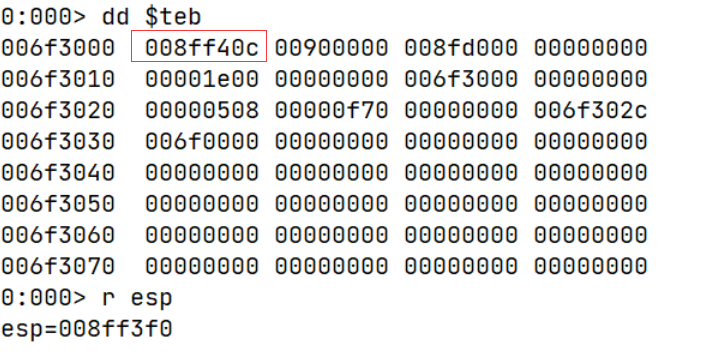 0:000> dd $teb
006f3000  008ff40c 00900000 008fd000 00000000
006f3010  00001e00 00000000 006f3000 00000000
006f3020  00000508 00000f70 00000000 006f302c
006f3030  006f0000 00000000 00000000 00000000
006f3040  00000000 00000000 00000000 00000000
006f3050  00000000 00000000 00000000 00000000
006f3060  00000000 00000000 00000000 00000000
006f3070  00000000 00000000 00000000 00000000
0:000> r esp
esp=008ff3f0